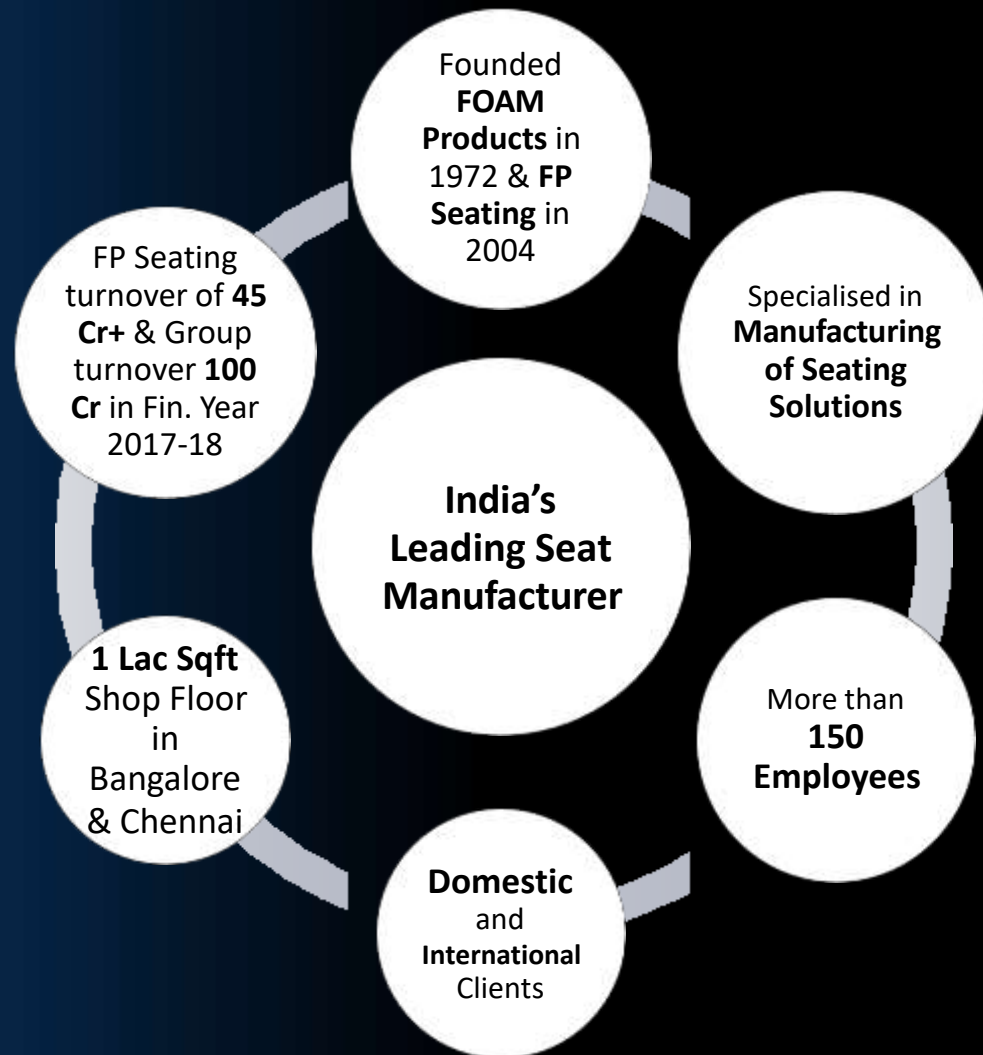 Founded
FOAM
Products in
1972 & FP
Seating in
2004
FP Seating
turnover of 45
Cr+ & Group
turnover 100
Cr in Fin. Year
2017-18
Specialised in
Manufacturing
of Seating
Solutions
India’s
Leading Seat
Manufacturer
1 Lac Sqft
Shop Floor
in
Bangalore
& Chennai
More than
150
Employees
Domestic
and
International
Clients